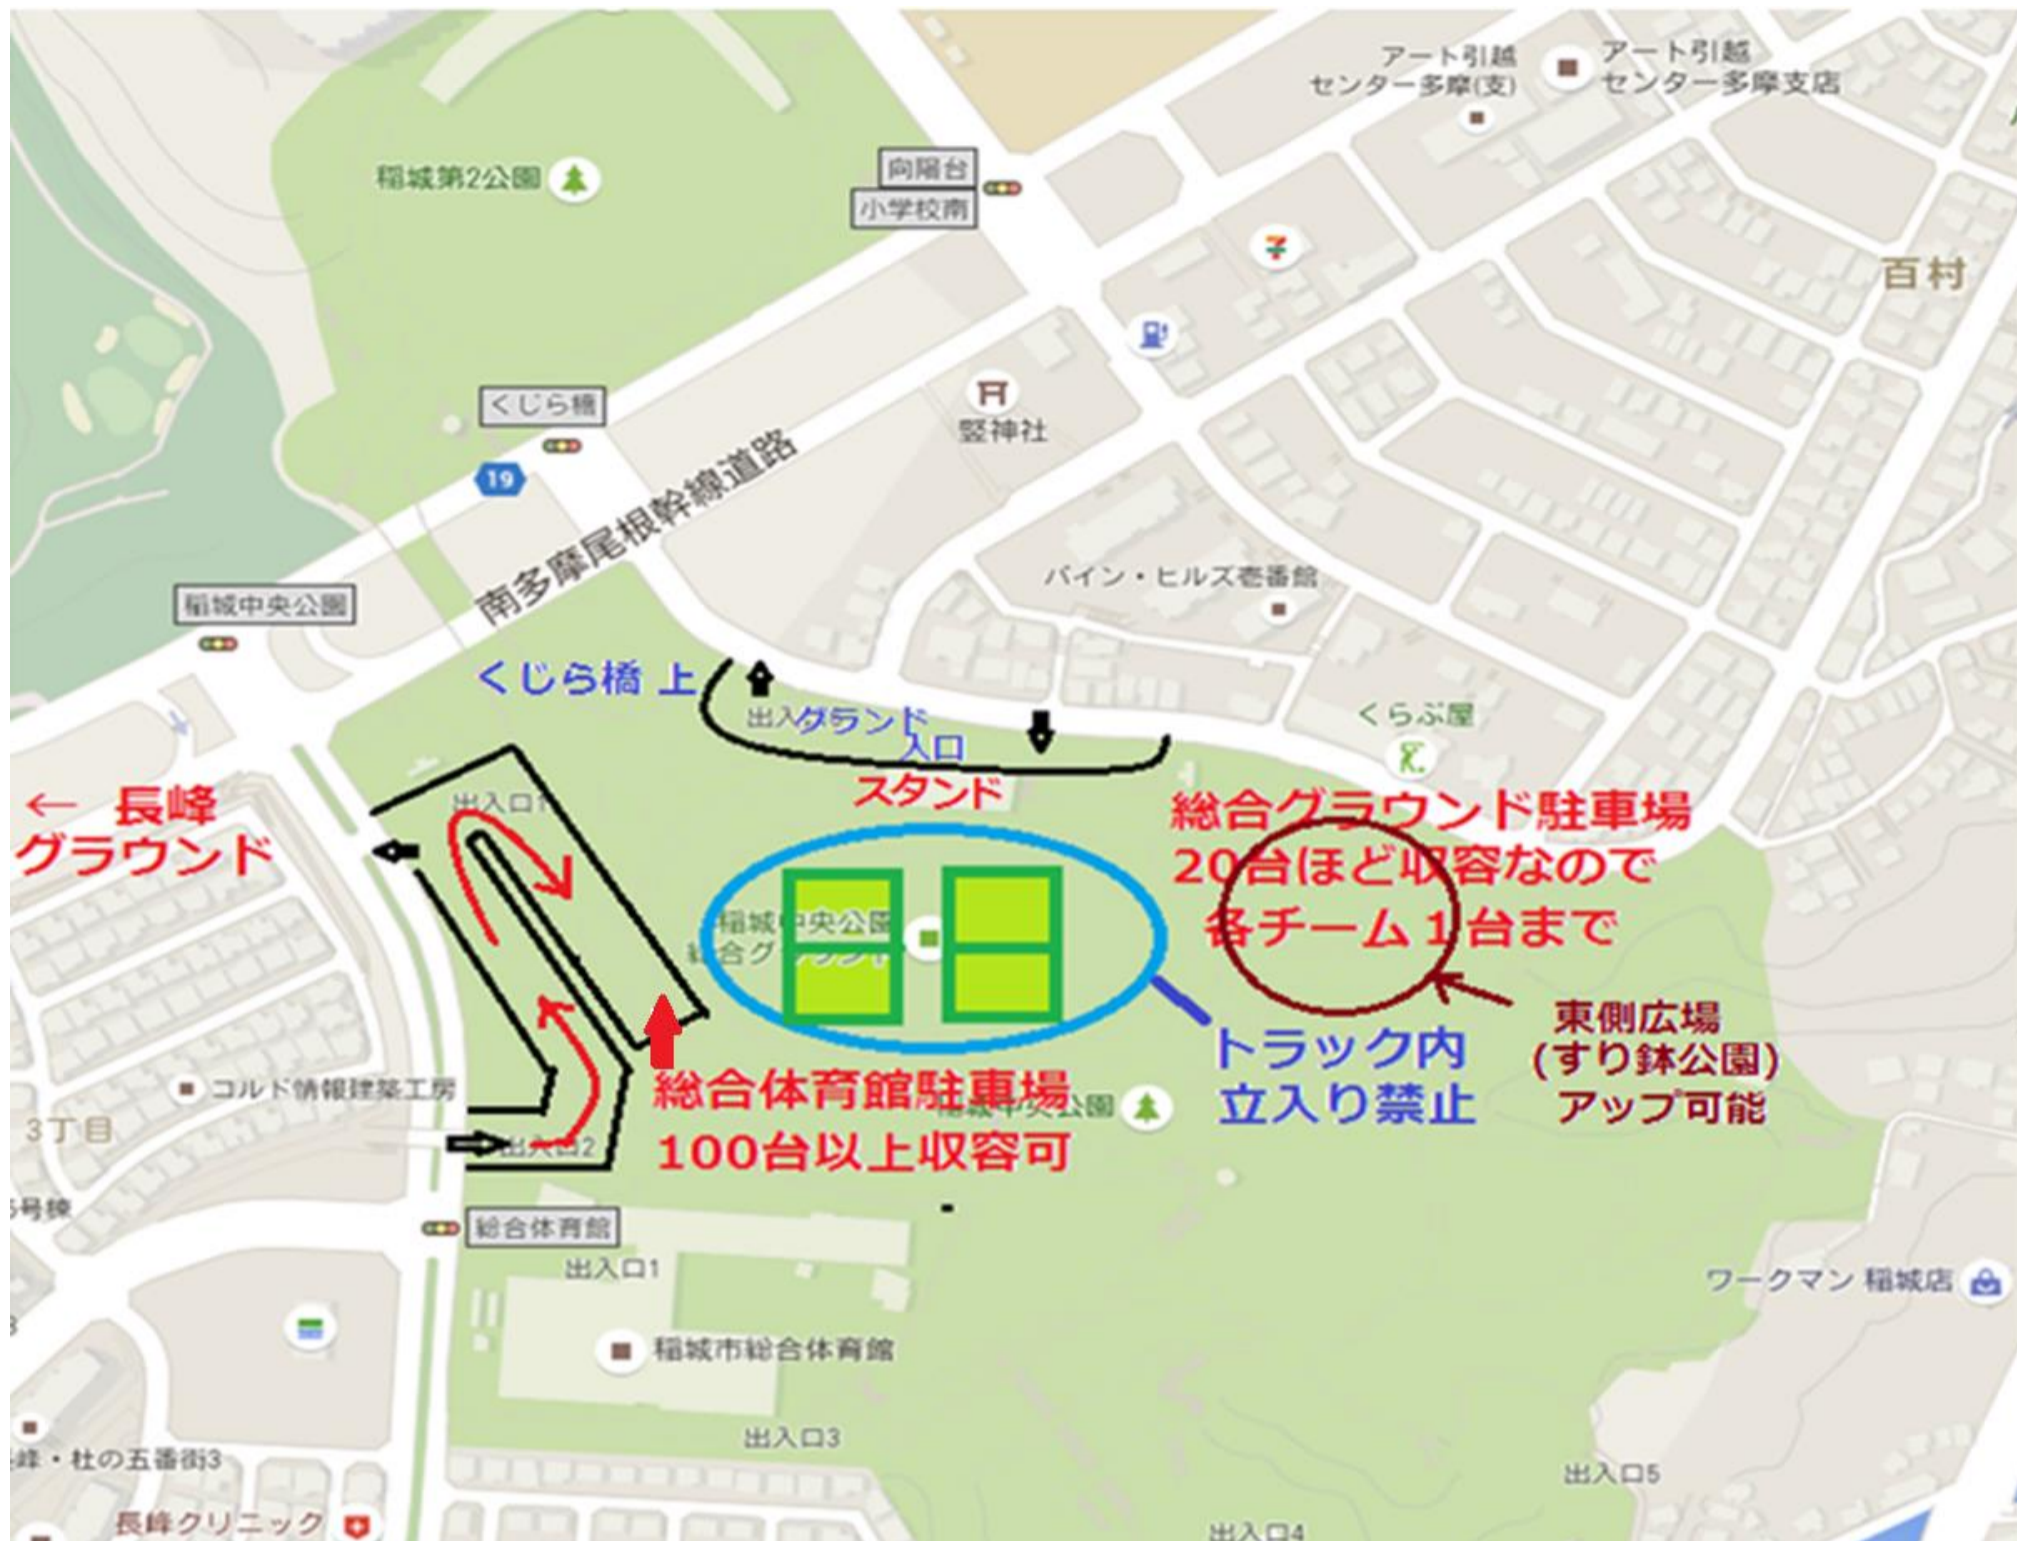 アート引越
センター多摩(支)
アート引越
センター多摩支店
稲城第2公園
向陽台
小学校南
百村
くじら橋
19
竪神社
南多摩尾根幹線道路
パイン・ヒルズ壱番館
稲城中央公園
くじら橋 上
グランド
入口
スタンド
くらぶ屋
← 長峰
グラウンド
出入口1
総合グラウンド駐車場
20台ほど収容なので
各チーム1台まで
稲城中央公園
東側広場
(すり鉢公園)
アップ可能
トラック内
立入り禁止
コルド情報建築工房
3丁目
総合体育館駐車場
100台以上収容可
稲城中央公園
出入口2
号棟
総合体育館
出入口1
ワークマン 稲城店
稲城市総合体育館
出入口3
峰・杜の五番街3
出入口5
長峰クリニック
出入口4